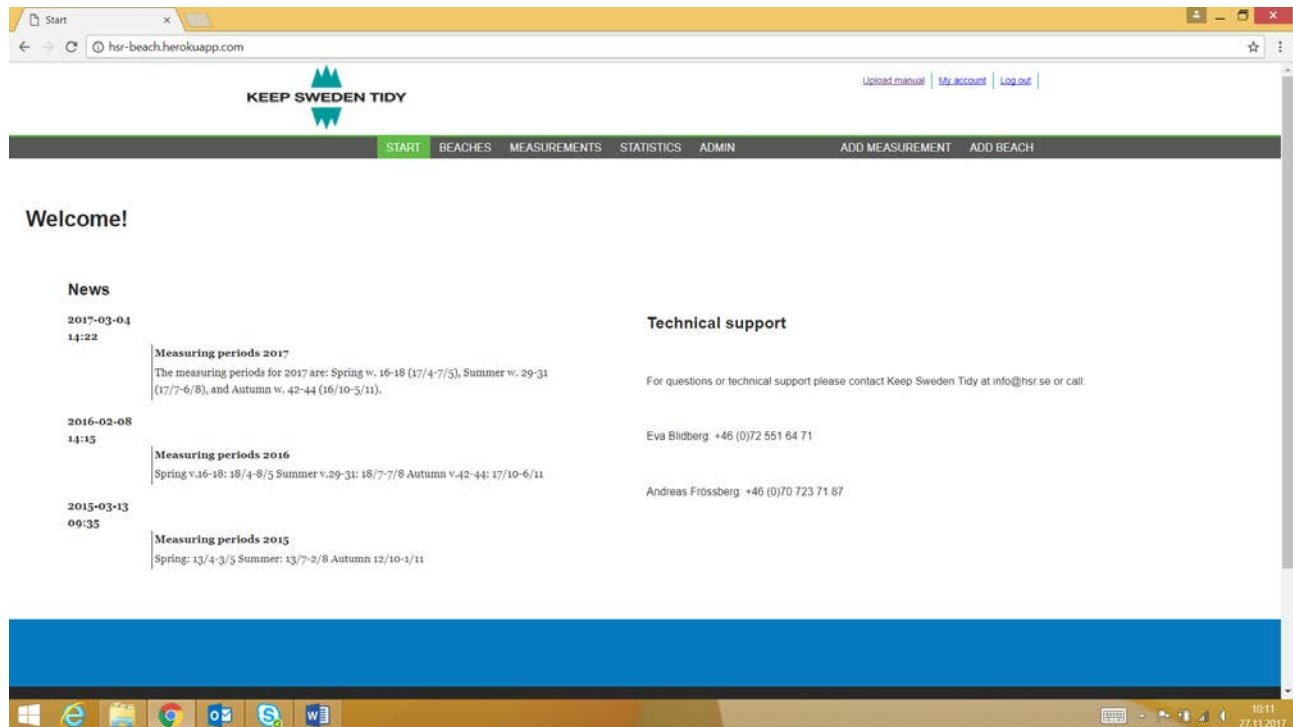 Start
hsr-beach.herokuapp.com
KEEP SWEDEN TIDY
Upload manual My account Log out
START BEACHES MEASUREMENTS STATISTICS ADMIN ADD MEASUREMENT ADD BEACH
Welcome!
News
2017-03-04
14:22
Measuring periods 2017
The measuring periods for 2017 are: Spring w. 16-18 (17/4-7/5), Summer w. 29-31
(17/7-6/8), and Autumn w. 42-44 (16/10-5/11).
2016-02-08
14:15
Measuring periods 2016
Spring v.16-18: 18/4-8/5 Summer v.29-31: 18/7-7/8 Autumn v.42-44: 17/10-6/11
2015-03-13
09:35
Measuring periods 2015
Spring: 13/4-3/5 Summer: 13/7-2/8 Autumn 12/10-1/11
Technical support
For questions or technical support please contact Keep Sweden Tidy at info@hsr.se or call:
Eva Blidberg: +46 (0)72 551 64 71
Andreas Frössberg: +46 (0)70 723 71 87
10:11
27.11.2017